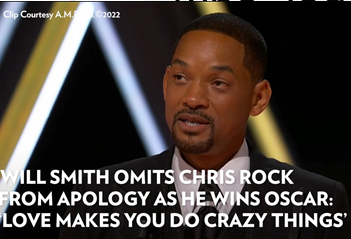 Clip Courtesy A.M.P.A.S.©2022
WILL SMITH OMITS CHRIS ROCK
FROM APOLOGY AS HE WINS OSCAR:
'LOVE MAKES YOU DO CRAZY THINGS'